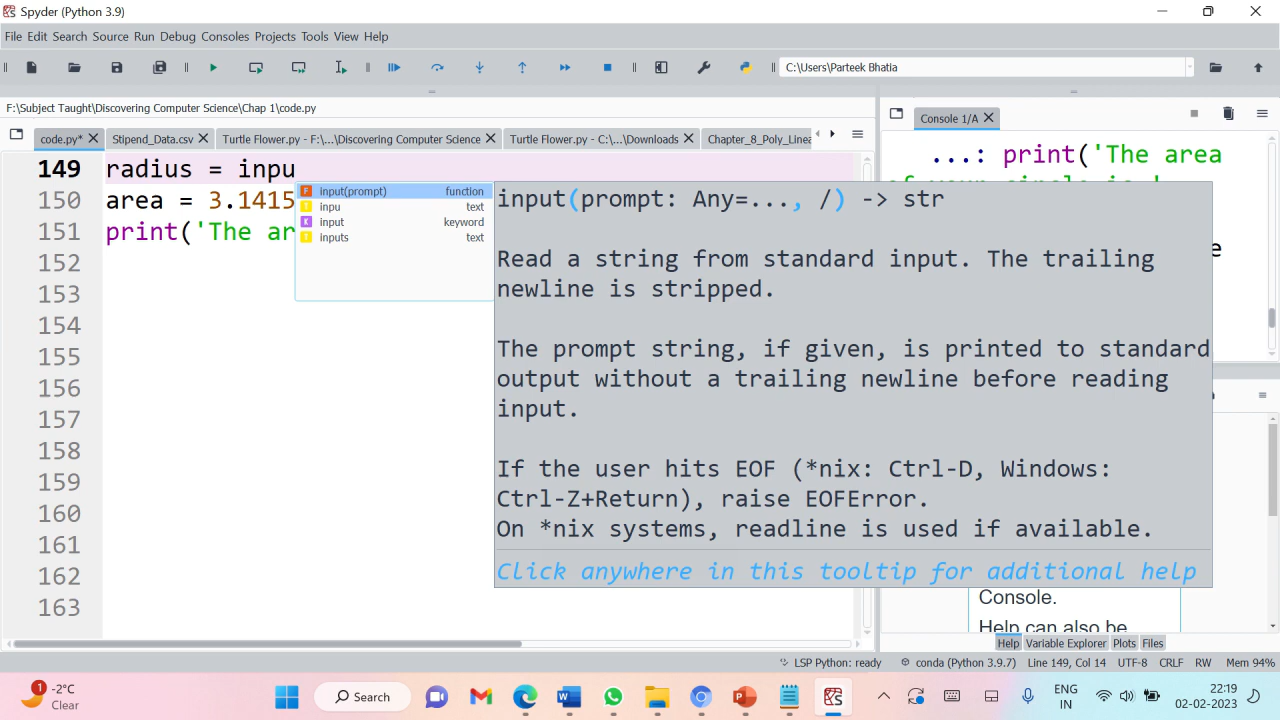 Spyder (Python 3.9)
File Edit Search Source Run Debug Consoles Projects Tools View Help
C:\Users\Parteek Bhatia
F:\Subject Taught\Discovering Computer Science\Chap 1\code.py
code.py* Stipend_Data.csv Turtle Flower.py - F:\...\Discovering Computer Science Turtle Flower.py - C:\...\Downloads Chapter_8_Poly_Linea
Console 1/A
149 radius = inpu
150 area = 3.1415
151 print('The ar
152
153
154
155
156
157
158
159
160
161
162
163
input(prompt) function
inpu text
input keyword
inputs text
input(prompt: Any=..., /) -> str
Read a string from standard input. The trailing
newline is stripped.
The prompt string, if given, is printed to standard
output without a trailing newline before reading
input.
If the user hits EOF (*nix: Ctrl-D, Windows:
Ctrl-Z+Return), raise EOFError.
On *nix systems, readline is used if available.
Click anywhere in this tooltip for additional help
...: print('The area
Console.
Help can also be
Help Variable Explorer Plots Files
LSP Python: ready conda (Python 3.9.7) Line 149, Col 14 UTF-8 CRLF RW Mem 94%
1
-2°C
Clear
Search
ENG
IN
22:19
02-02-2023